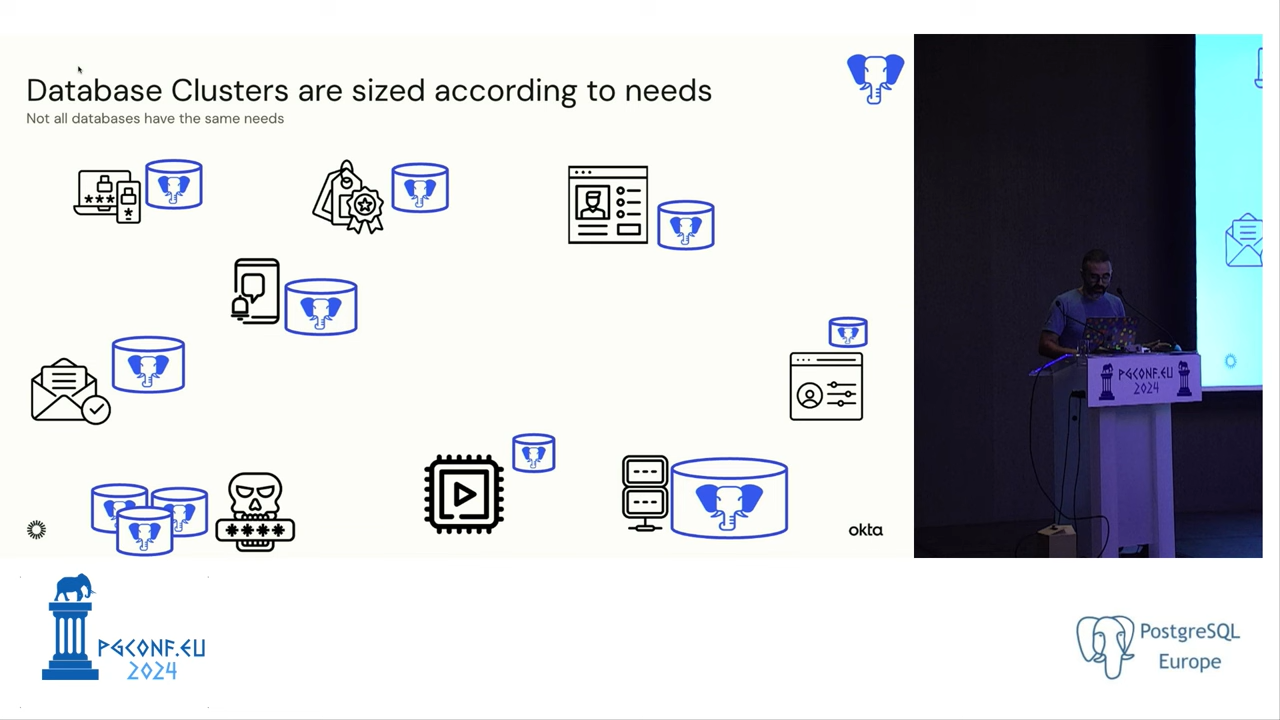 Database Clusters are sized according to needs
Not all databases have the same needs
***
*
****
okta
PGCONF.EU
2024
PGCONF.EU
2024
PostgreSQL
Europe